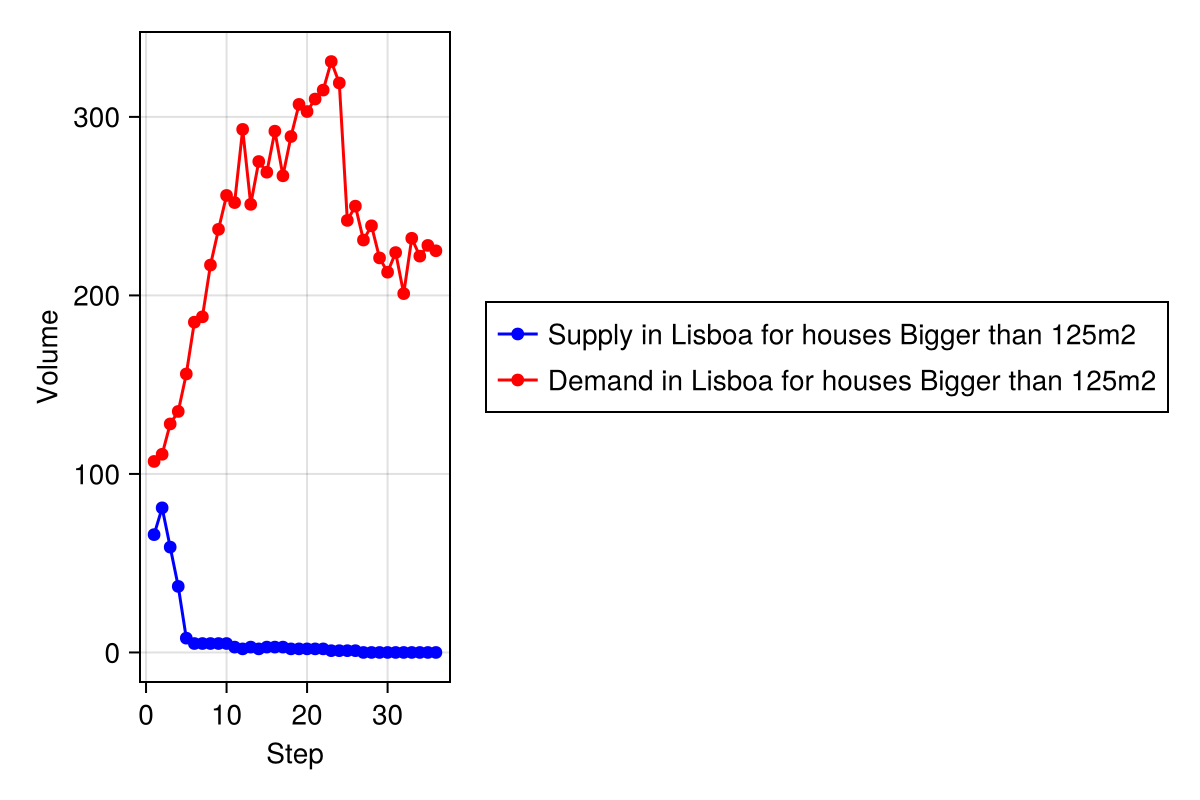 300
200
100
0
Volume
0 10 20 30
Step
Supply in Lisboa for houses Bigger than 125m2
Demand in Lisboa for houses Bigger than 125m2